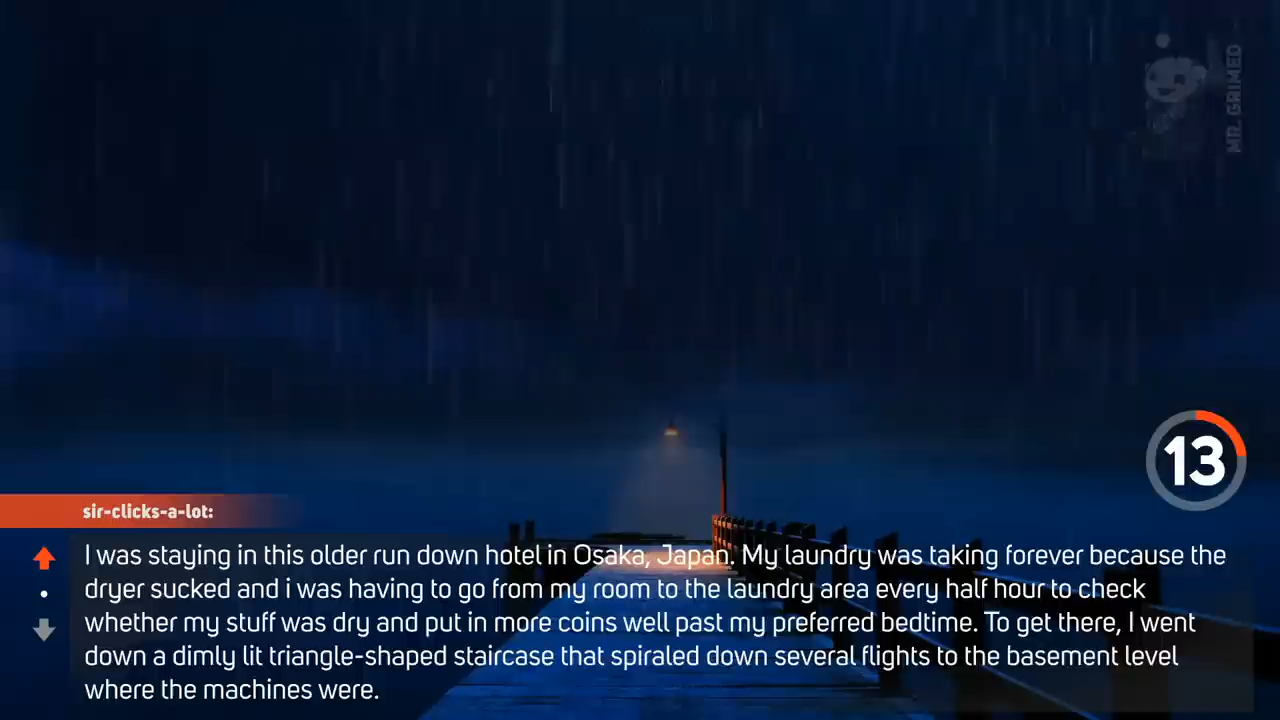 MR. GRIMED
13
sir-clicks-a-lot:
I was staying in this older run down hotel in Osaka, Japan. My laundry was taking forever because the
dryer sucked and i was having to go from my room to the laundry area every half hour to check
whether my stuff was dry and put in more coins well past my preferred bedtime. To get there, I went
down a dimly lit triangle-shaped staircase that spiraled down several flights to the basement level
where the machines were.